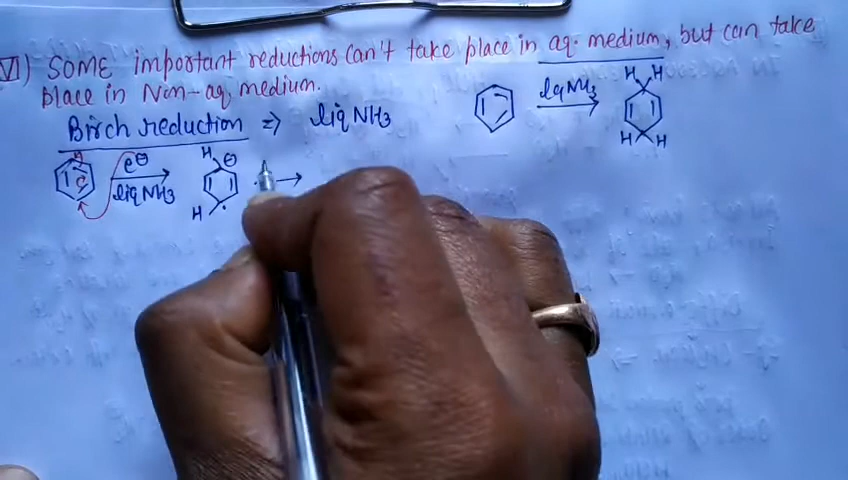 VI) SOME important reductions can't take place in aq. medium, but can take
place in Non-aq. medium.
Birch reduction ⇒ liq NH3
lq NH3
H H
H H
e⊖
liq NH3
H ⊖
H